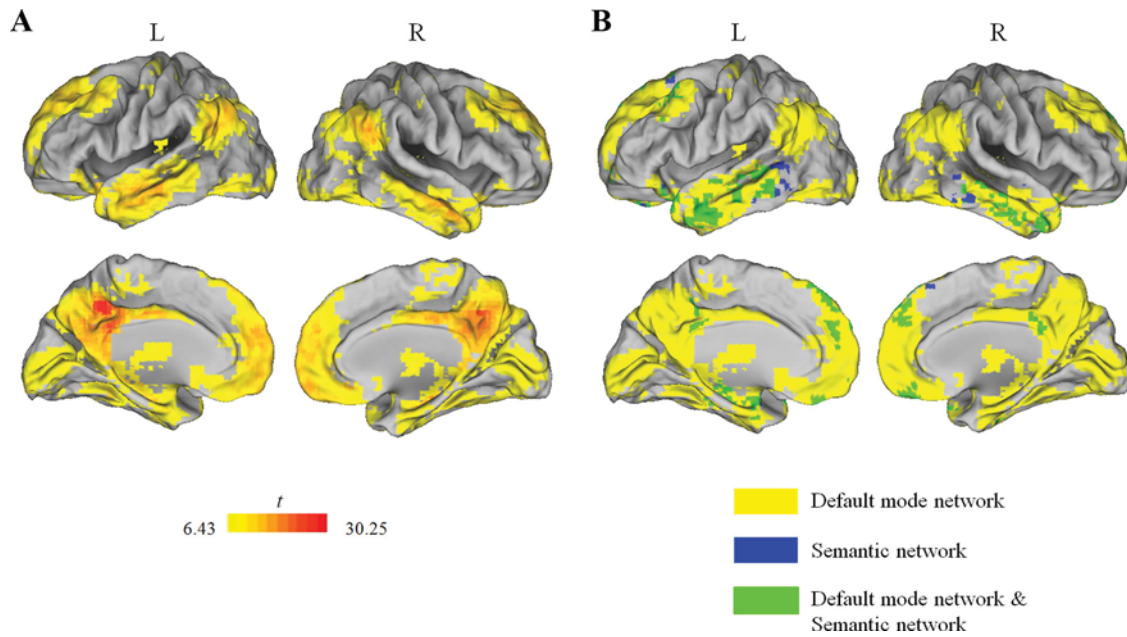 A
L
R
B
L
R
t
6.43
30.25
Default mode network
Semantic network
Default mode network &
Semantic network